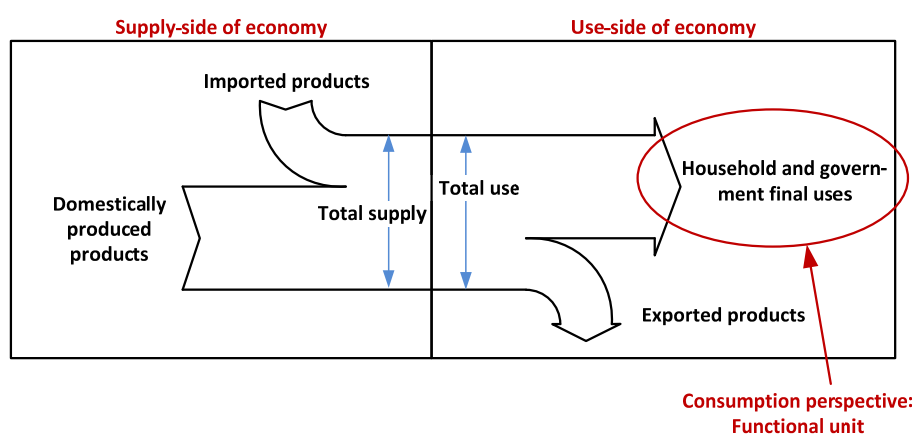 Supply-side of economy
Use-side of economy
Imported products
Domestically
produced
products
Total supply
Total use
Household and govern-
ment final uses
Exported products
Consumption perspective:
Functional unit